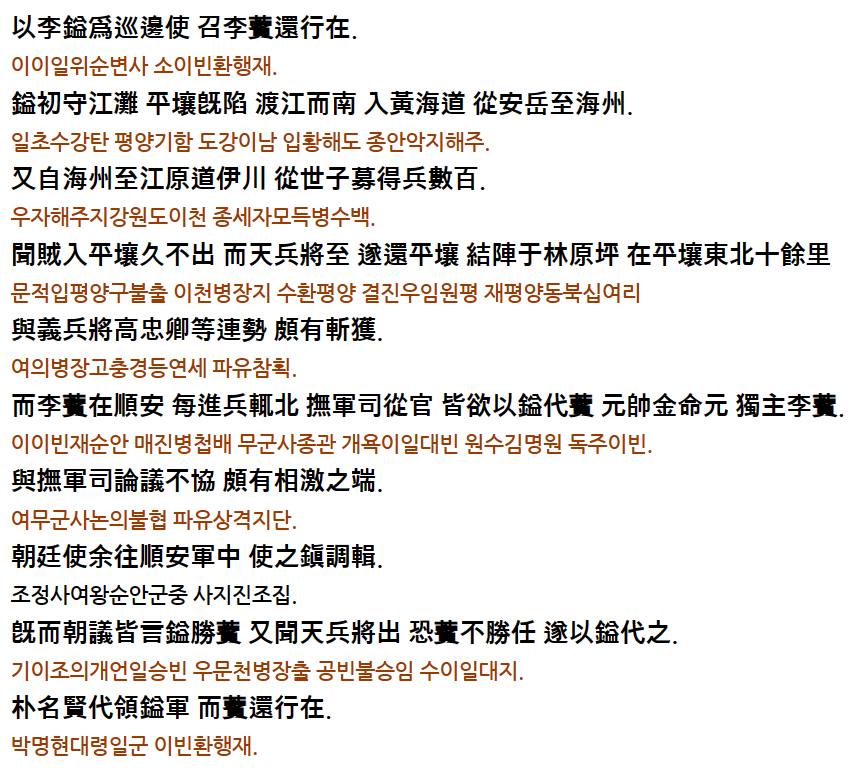 以李鎰爲巡邊使 召李薲還行在.
이이일위순변사 소이빈환행재.
鎰初守江灘 平壤旣陷 渡江而南 入黃海道 從安岳至海州.
일초수강탄 평양기함 도강이남 입황해도 종안악지해주.
又自海州至江原道伊川 從世子募得兵數百.
우자해주지강원도이천 종세자모득병수백.
聞賊入平壤久不出 而天兵將至 遂還平壤 結陣于林原坪 在平壤東北十餘里
문적입평양구불출 이천병장지 수환평양 결진우임원평 재평양동북십여리
與義兵將高忠卿等連勢 頗有斬獲.
여의병장고충경등연세 파유참획.
而李薲在順安 每進兵輒北 撫軍司從官 皆欲以鎰代薲 元帥金命元 獨主李薲.
이이빈재순안 매진병첩배 무군사종관 개욕이일대빈 원수김명원 독주이빈.
與撫軍司論議不協 頗有相激之端.
여무군사논의불협 파유상격지단.
朝廷使余往順安軍中 使之鎭調輯.
조정사여왕순안군중 사지진조집.
旣而朝議皆言鎰勝薲 又聞天兵將出 恐薲不勝任 遂以鎰代之.
기이조의개언일승빈 우문천병장출 공빈불승임 수이일대지.
朴名賢代領鎰軍 而薲還行在.
박명현대령일군 이빈환행재.